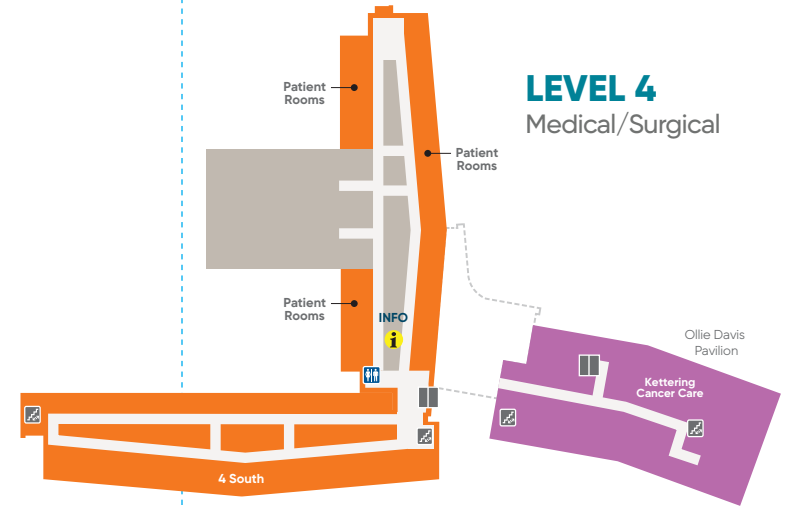 LEVEL 4
Medical/Surgical
Patient
Rooms
Patient
Rooms
Patient
Rooms
INFO
i
Ollie Davis
Pavilion
Kettering
Cancer Care
4 South